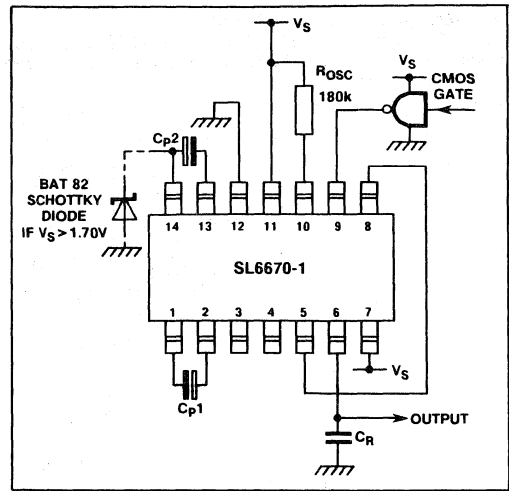 VS
ROSC
180k
VS
CMOS
GATE
CP2
BAT 82
SCHOTTKY
DIODE
IF VS > 1.70V
14 13 12 11 10 9 8
SL6670-1
1 2 3 4 5 6 7
CP1
VS
OUTPUT
CR